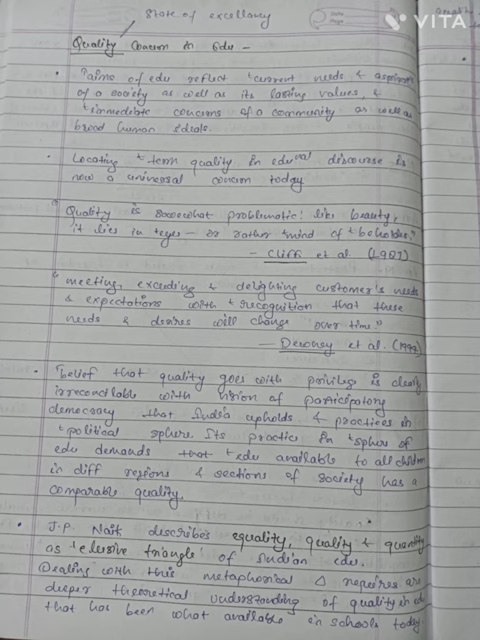 State of excellency
VITA
Quality Concern in Edu -
• "aims of edu reflect t current needs & aspirations
of a society as well as its lasting values, &
t immediate concerns of a community as well as
broad human ideals.
• Locating t term quality in educnal discourse is
now a universal concern today
"Quality is somewhat problematic: like beauty,
it lies in t eyes - or rather t mind of t beholder."
- Cliff et al. (1987)
"meeting, exceeding & delighting customer's needs
& expectations with t recognition that these
needs & desires will change over time."
- et al. (1992)
• Belief that quality goes with privilege is clearly
irreconcilable with vision of participatory
democracy that India upholds & practices in
t political sphere. Its practice in t sphere of
edu demands that t edu available to all children
in diff regions & sections of society has a
comparable quality.
• J.P. Naik describes equality, quality & quantity
as 'elusive triangle' of Indian edu.
Dealing with this metaphorical Δ requires are
deeper theoretical understanding of quality in edu
that has been what available in schools today.